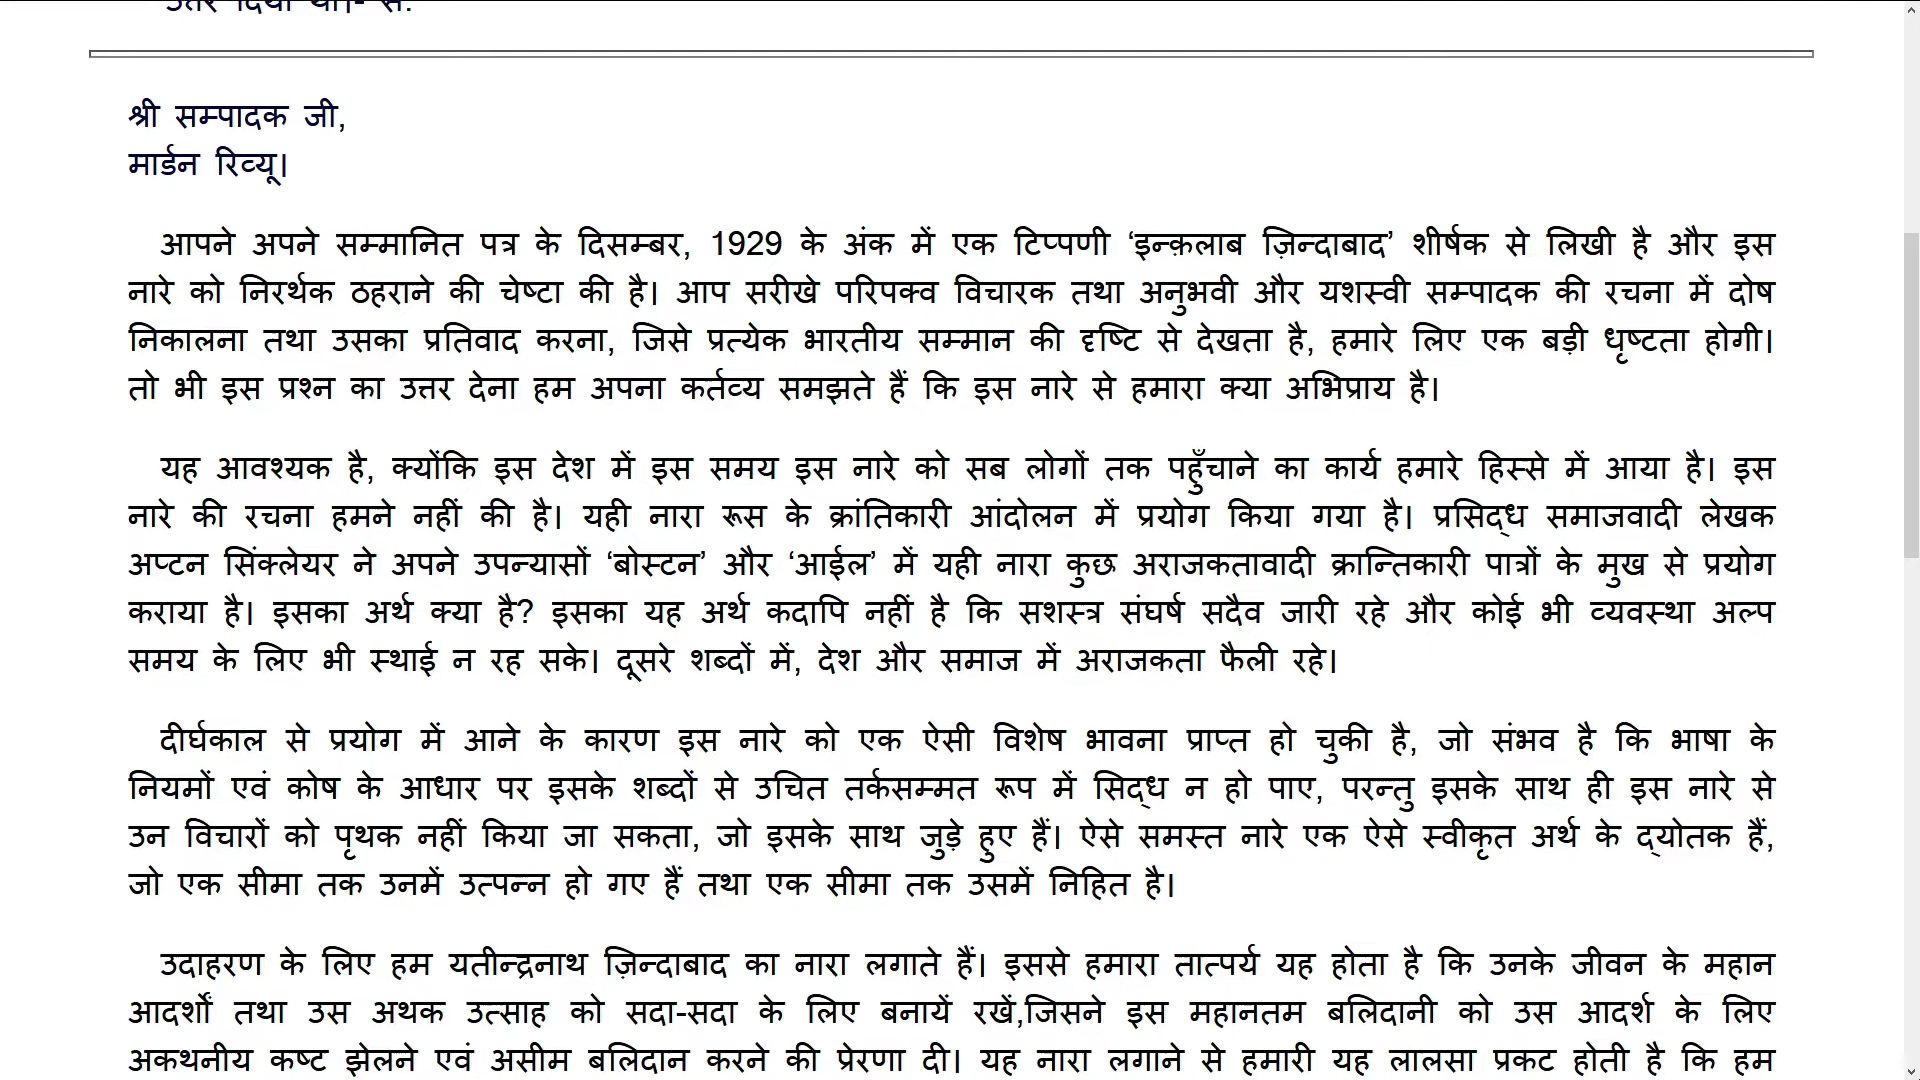 उत्तर दिया था।- सं.
श्री सम्पादक जी,
मार्डन रिव्यू।
आपने अपने सम्मानित पत्र के दिसम्बर, 1929 के अंक में एक टिप्पणी ‘इन्क़लाब ज़िन्दाबाद’ शीर्षक से लिखी है और इस
नारे को निरर्थक ठहराने की चेष्टा की है। आप सरीखे परिपक्व विचारक तथा अनुभवी और यशस्वी सम्पादक की रचना में दोष
निकालना तथा उसका प्रतिवाद करना, जिसे प्रत्येक भारतीय सम्मान की दृष्टि से देखता है, हमारे लिए एक बड़ी धृष्टता होगी।
तो भी इस प्रश्न का उत्तर देना हम अपना कर्तव्य समझते हैं कि इस नारे से हमारा क्या अभिप्राय है।
यह आवश्यक है, क्योंकि इस देश में इस समय इस नारे को सब लोगों तक पहुँचाने का कार्य हमारे हिस्से में आया है। इस
नारे की रचना हमने नहीं की है। यही नारा रूस के क्रांतिकारी आंदोलन में प्रयोग किया गया है। प्रसिद्ध समाजवादी लेखक
अप्टन सिंक्लेयर ने अपने उपन्यासों ‘बोस्टन’ और ‘आईल’ में यही नारा कुछ अराजकतावादी क्रान्तिकारी पात्रों के मुख से प्रयोग
कराया है। इसका अर्थ क्या है? इसका यह अर्थ कदापि नहीं है कि सशस्त्र संघर्ष सदैव जारी रहे और कोई भी व्यवस्था अल्प
समय के लिए भी स्थाई न रह सके। दूसरे शब्दों में, देश और समाज में अराजकता फैली रहे।
दीर्घकाल से प्रयोग में आने के कारण इस नारे को एक ऐसी विशेष भावना प्राप्त हो चुकी है, जो संभव है कि भाषा के
नियमों एवं कोष के आधार पर इसके शब्दों से उचित तर्कसम्मत रूप में सिद्ध न हो पाए, परन्तु इसके साथ ही इस नारे से
उन विचारों को पृथक नहीं किया जा सकता, जो इसके साथ जुड़े हुए हैं। ऐसे समस्त नारे एक ऐसे स्वीकृत अर्थ के द्योतक हैं,
जो एक सीमा तक उनमें उत्पन्न हो गए हैं तथा एक सीमा तक उसमें निहित है।
उदाहरण के लिए हम यतीन्द्रनाथ ज़िन्दाबाद का नारा लगाते हैं। इससे हमारा तात्पर्य यह होता है कि उनके जीवन के महान
आदर्शों तथा उस अथक उत्साह को सदा-सदा के लिए बनायें रखें,जिसने इस महानतम बलिदानी को उस आदर्श के लिए
अकथनीय कष्ट झेलने एवं असीम बलिदान करने की प्रेरणा दी। यह नारा लगाने से हमारी यह लालसा प्रकट होती है कि हम